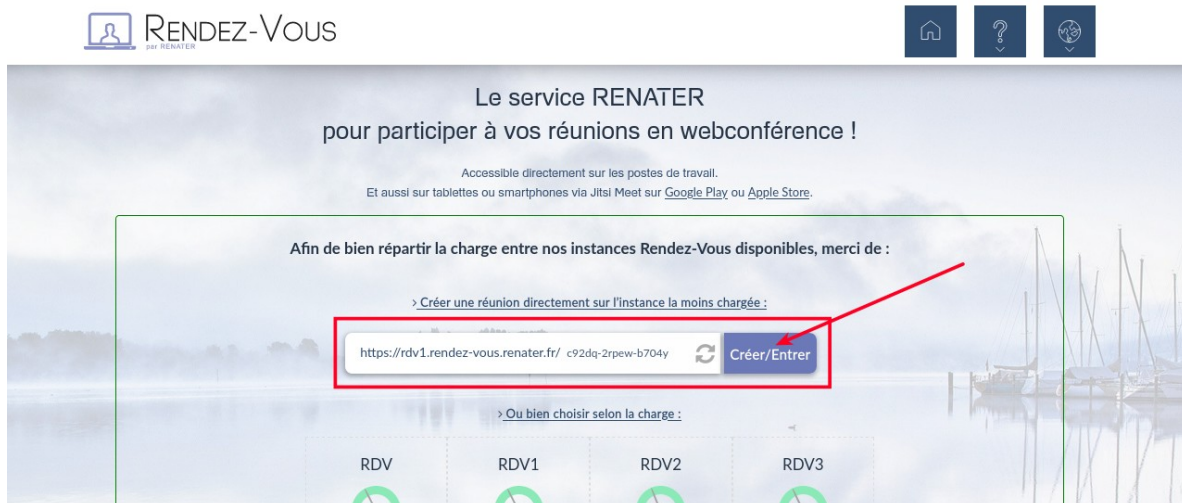 RENDEZ-VOUS
par RENATER
?
Le service RENATER
pour participer à vos réunions en webconférence !
Accessible directement sur les postes de travail.
Et aussi sur tablettes ou smartphones via Jitsi Meet sur Google Play ou Apple Store.
Afin de bien répartir la charge entre nos instances Rendez-Vous disponibles, merci de :
> Créer une réunion directement sur l'instance la moins chargée :
https://rdv1.rendez-vous.renater.fr/ c92dq-2rpew-b704y Créer/Entrer
> Ou bien choisir selon la charge :
RDV RDV1 RDV2 RDV3